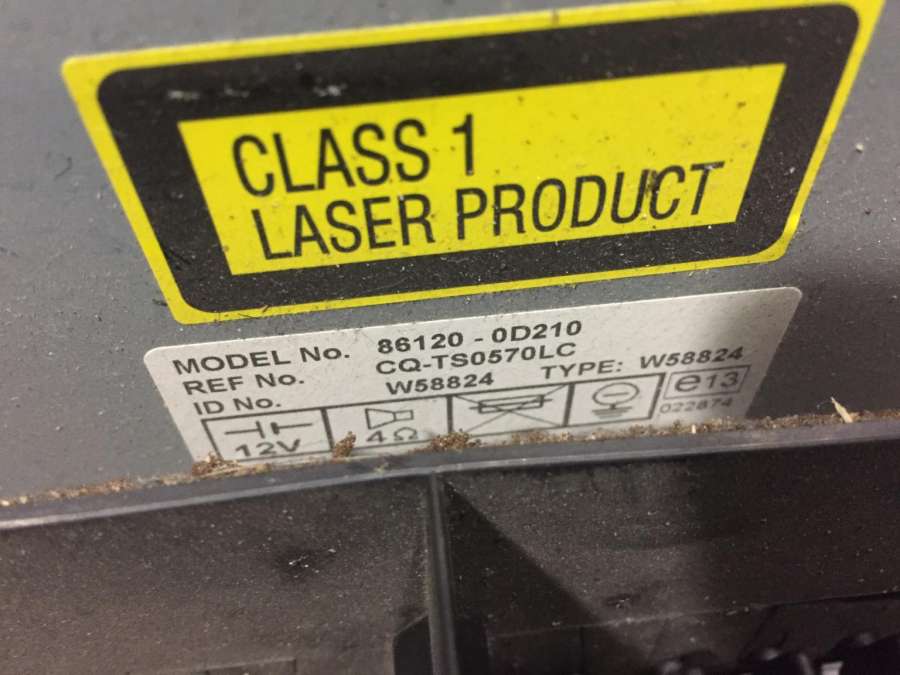 CLASS 1
LASER PRODUCT
MODEL No. 86120 - 0D210
REF No. CQ-TS0570LC
ID No. W58824 TYPE: W58824
12V 4Ω e13
022874